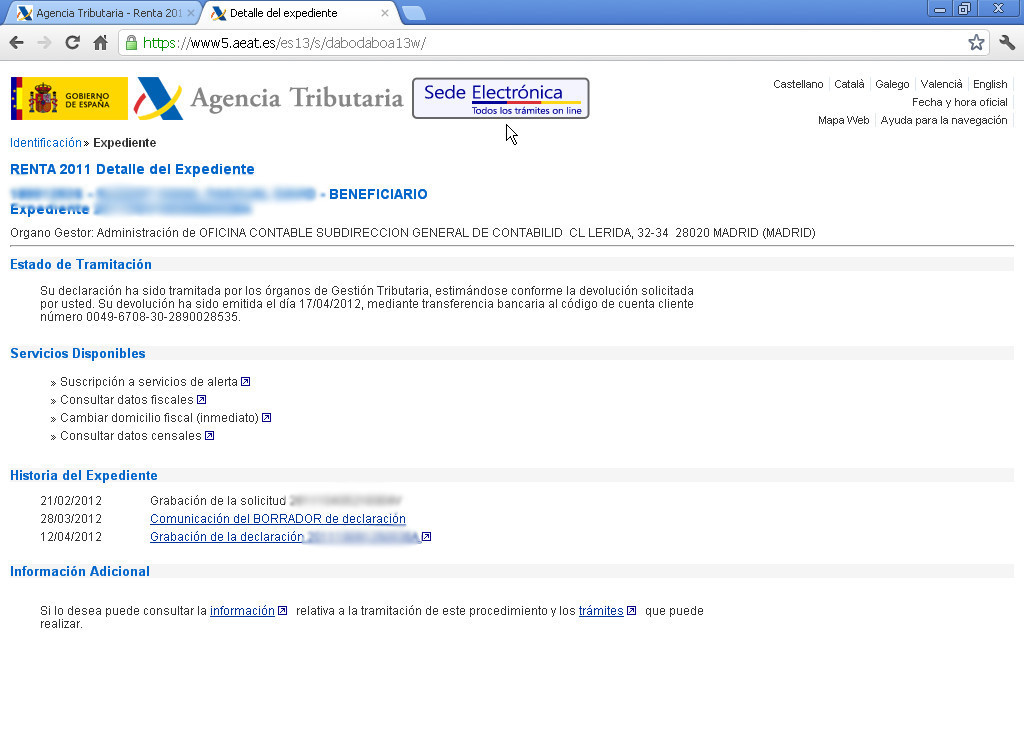 Agencia Tributaria - Renta 201
Detalle del expediente
https://www5.aeat.es/es13/s/dabodaboa13w/
GOBIERNO
DE ESPAÑA
Agencia Tributaria
Sede Electrónica
Todos los trámites on line
Castellano Català Galego Valencià English
Fecha y hora oficial
Mapa Web Ayuda para la navegación
Identificación» Expediente
RENTA 2011 Detalle del Expediente
- BENEFICIARIO
Expediente
Organo Gestor: Administración de OFICINA CONTABLE SUBDIRECCION GENERAL DE CONTABILID CL LERIDA, 32-34 28020 MADRID (MADRID)
Estado de Tramitación
Su declaración ha sido tramitada por los órganos de Gestión Tributaria, estimándose conforme la devolución solicitada
por usted. Su devolución ha sido emitida el día 17/04/2012, mediante transferencia bancaria al código de cuenta cliente
número 0049-6708-30-2890028535.
Servicios Disponibles
» Suscripción a servicios de alerta
» Consultar datos fiscales
» Cambiar domicilio fiscal (inmediato)
» Consultar datos censales
Historia del Expediente
21/02/2012 Grabación de la solicitud
28/03/2012 Comunicación del BORRADOR de declaración
12/04/2012 Grabación de la declaración
Información Adicional
Si lo desea puede consultar la información relativa a la tramitación de este procedimiento y los trámites que puede
realizar.